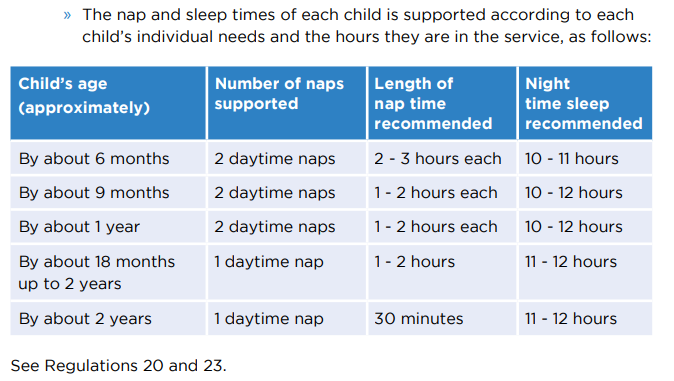 » The nap and sleep times of each child is supported according to each
child's individual needs and the hours they are in the service, as follows:
Child's age
(approximately)
Number of naps
supported
Length of
nap time
recommended
Night
time sleep
recommended
By about 6 months
2 daytime naps
2 - 3 hours each
10 - 11 hours
By about 9 months
2 daytime naps
1 - 2 hours each
10 - 12 hours
By about 1 year
2 daytime naps
1 - 2 hours each
10 - 12 hours
By about 18 months
up to 2 years
1 daytime nap
1 - 2 hours
11 - 12 hours
By about 2 years
1 daytime nap
30 minutes
11 - 12 hours
See Regulations 20 and 23.